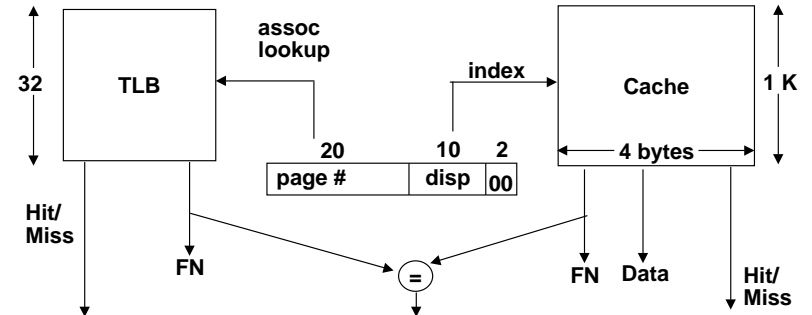 assoc
lookup
32
TLB
index
Cache
1 K
20
10
2
4 bytes
page #
disp
00
Hit/
Miss
FN
=
FN
Data
Hit/
Miss